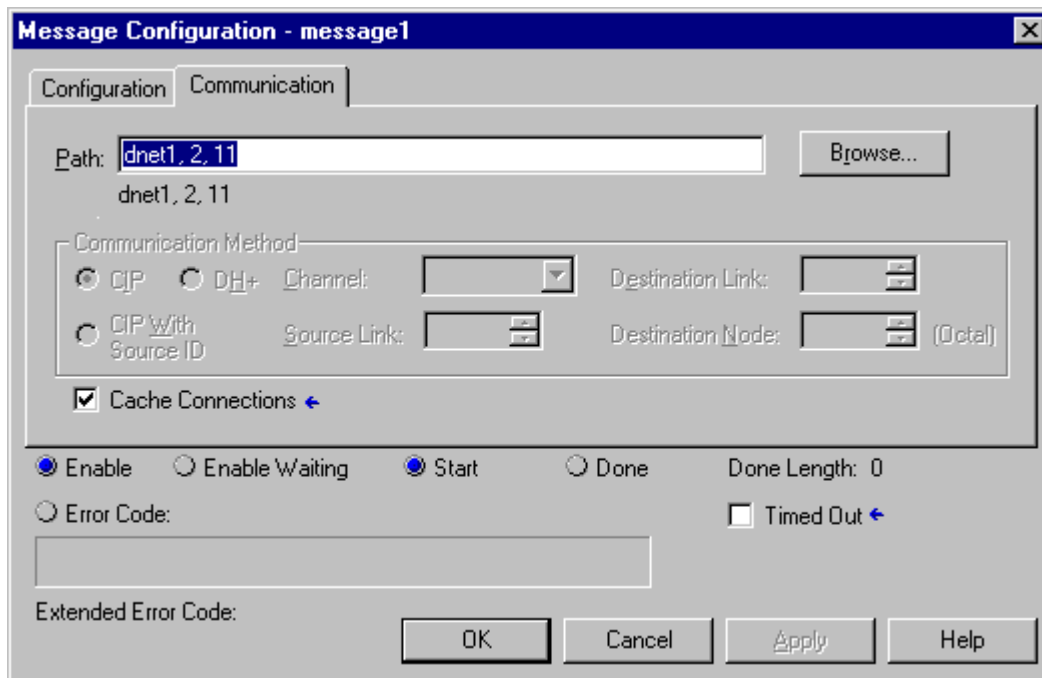 Message Configuration - message1
Configuration Communication
Path: dnet1, 2, 11 Browse...
dnet1, 2, 11
Communication Method
CIP DH+ Channel: Destination Link:
CIP With
Source ID Source Link: Destination Node: (Octal)
Cache Connections ←
Enable Enable Waiting Start Done Done Length: 0
Error Code: Timed Out ←
Extended Error Code:
OK Cancel Apply Help